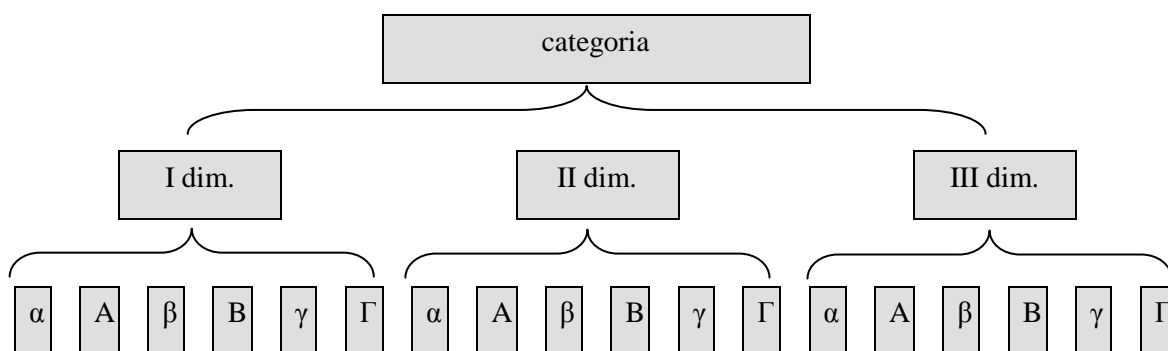 categoria
I dim. II dim. III dim.
α Α β Β γ Γ α Α β Β γ Γ α Α β Β γ Γ